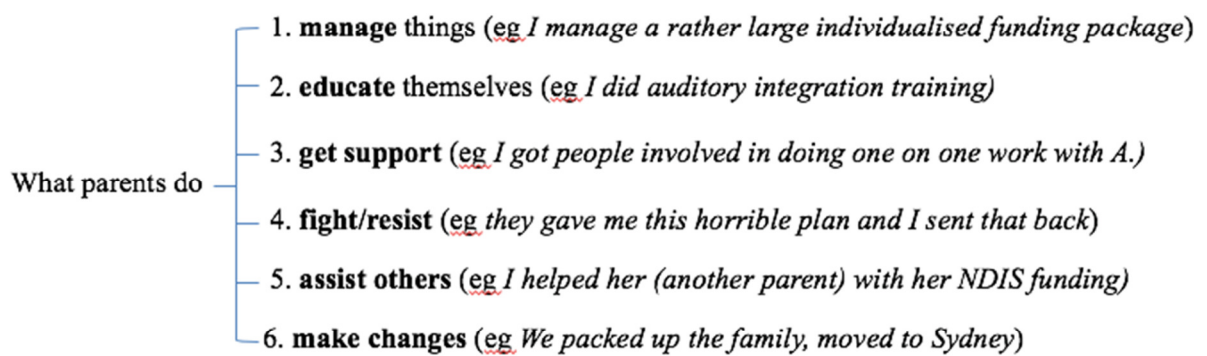 1. manage things (eg I manage a rather large individualised funding package)
2. educate themselves (eg I did auditory integration training)
3. get support (eg I got people involved in doing one on one work with A.)
What parents do
4. fight/resist (eg they gave me this horrible plan and I sent that back)
5. assist others (eg I helped her (another parent) with her NDIS funding)
6. make changes (eg We packed up the family, moved to Sydney)